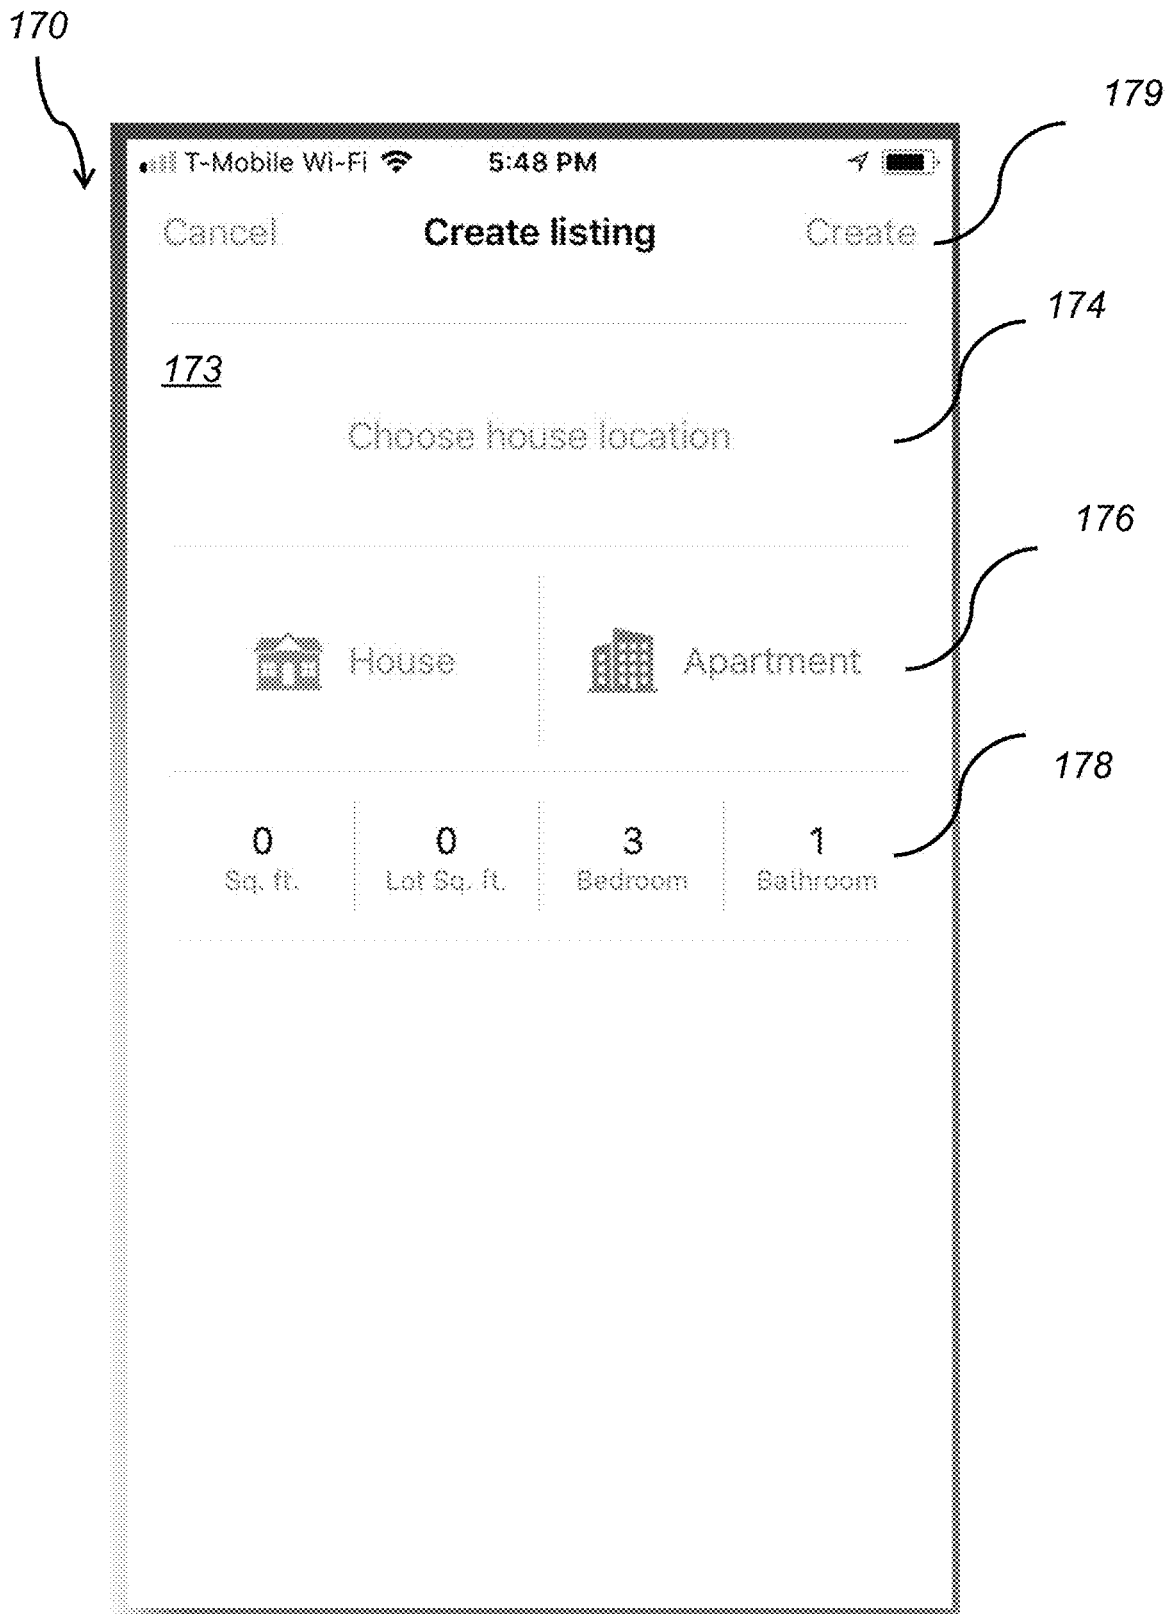 170
179
T-Mobile Wi-Fi 5:48 PM
Cancel Create listing Create
174
173
Choose house location
176
House Apartment
178
0 0 3 1
Sq. ft. Lot Sq. ft. Bedroom Bathroom